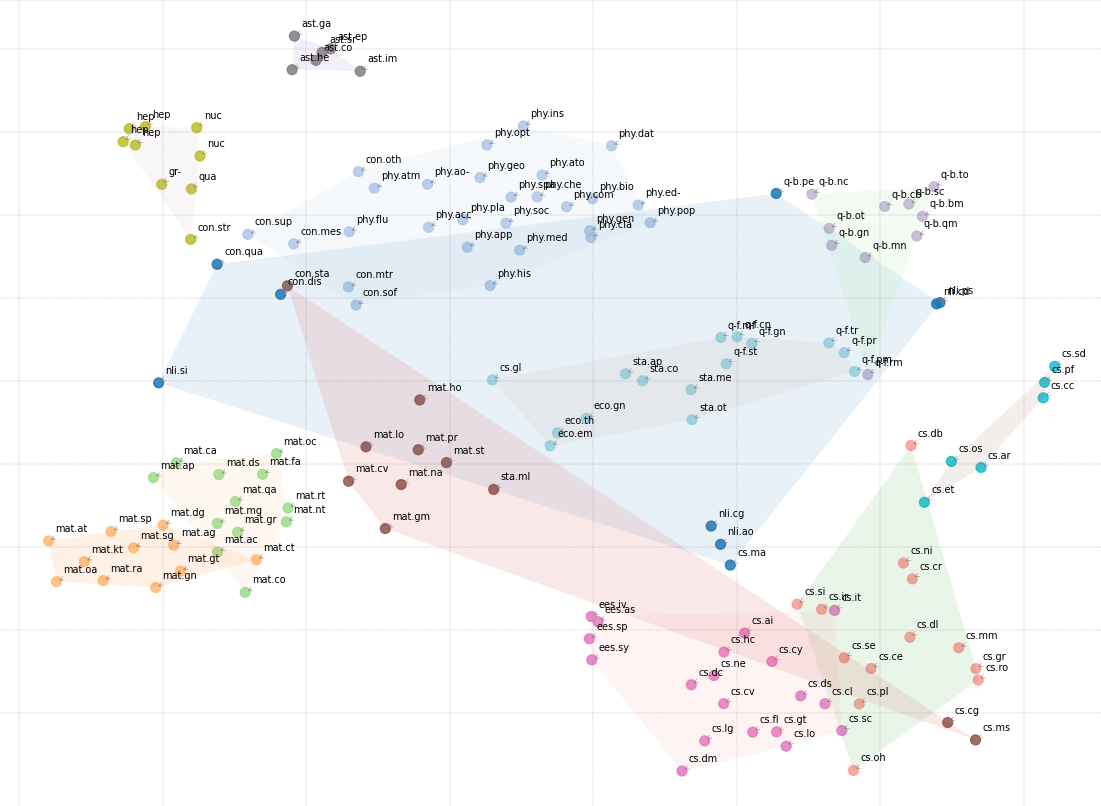 ast.ga
ast.ep
ast.sr
ast.co
ast.he
ast.im
hep
hep
hep
hep
nuc
nuc
gr-
qua
phy.ins
phy.opt
phy.dat
con.oth
phy.atm
phy.ao-
phy.geo
phy.ato
phy.spa
phy.che
phy.bio
phy.com
phy.ed-
phy.pop
q-b.pe
q-b.nc
q-b.to
q-b.cb
q-b.sc
q-b.bm
q-b.ot
q-b.qm
q-b.gn
q-b.mn
con.str
con.sup
con.mes
phy.flu
phy.acc
phy.pla
phy.soc
phy.gen
phy.cla
phy.app
phy.med
con.qua
con.sta
con.dis
con.mtr
con.sof
phy.his
nli.cd
nli.ps
q-f.mf
q-f.cp
q-f.gn
q-f.tr
q-f.pr
q-f.st
q-f.pm
q-f.rm
cs.sd
cs.pf
cs.cc
nli.si
cs.gl
sta.ap
sta.co
sta.me
sta.ot
mat.ho
eco.gn
eco.th
eco.em
mat.lo
mat.pr
mat.st
cs.db
cs.os
cs.ar
cs.et
mat.oc
mat.ca
mat.ap
mat.ds
mat.fa
mat.cv
mat.na
sta.ml
mat.qa
mat.rt
mat.nt
mat.mg
mat.gr
mat.gm
mat.dg
mat.sp
mat.at
mat.sg
mat.ag
mat.ac
mat.ct
mat.kt
mat.gt
mat.oa
mat.ra
mat.gn
mat.co
nli.cg
nli.ao
cs.ma
cs.ni
cs.cr
ees.iv
ees.as
ees.sp
ees.sy
cs.si
cs.it
cs.ai
cs.dl
cs.hc
cs.cy
cs.se
cs.ce
cs.mm
cs.gr
cs.ro
cs.ne
cs.dc
cs.cv
cs.ds
cs.cl
cs.pl
cs.lg
cs.fl
cs.gt
cs.lo
cs.sc
cs.cg
cs.ms
cs.dm
cs.oh